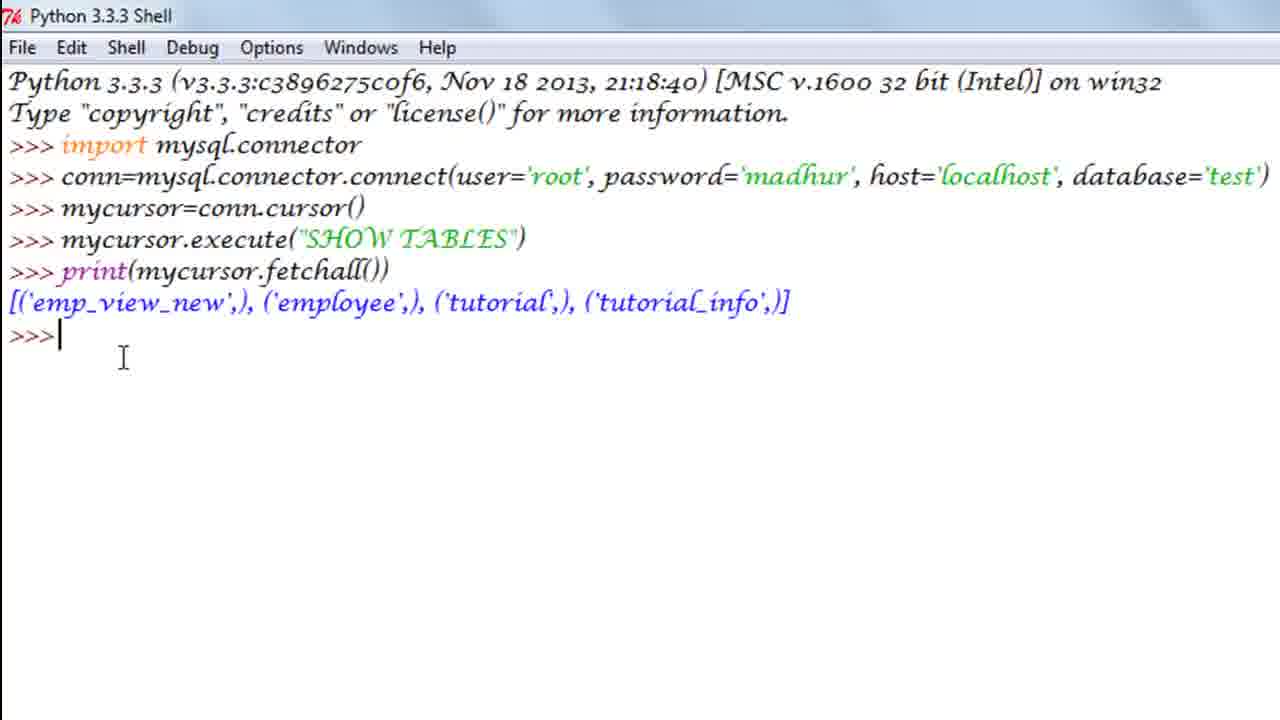 Python 3.3.3 Shell
File Edit Shell Debug Options Windows Help
Python 3.3.3 (v3.3.3:c3896275c0f6, Nov 18 2013, 21:18:40) [MSC v.1600 32 bit (Intel)] on win32
Type "copyright", "credits" or "license()" for more information.
>>> import mysql.connector
>>> conn=mysql.connector.connect(user='root', password='madhur', host='localhost', database='test')
>>> mycursor=conn.cursor()
>>> mycursor.execute("SHOW TABLES")
>>> print(mycursor.fetchall())
[('emp_view_new',), ('employee',), ('tutorial',), ('tutorial_info',)]
>>>